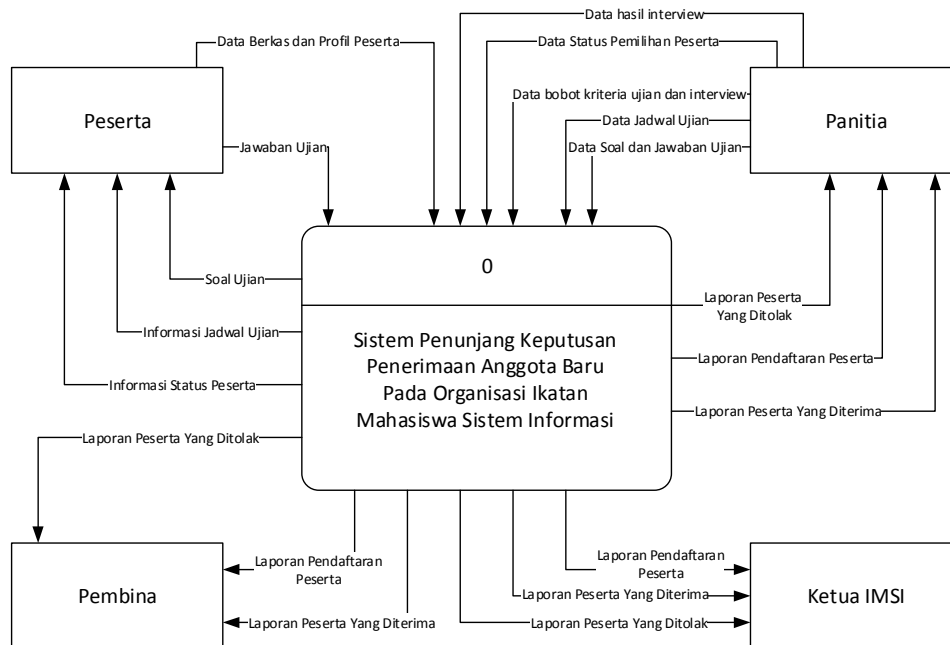 Data hasil interview
Data Berkas dan Profil Peserta
Data Status Pemilihan Peserta
Peserta
Data bobot kriteria ujian dan interview
Panitia
Data Jadwal Ujian
Jawaban Ujian
Data Soal dan Jawaban Ujian
0
Soal Ujian
Laporan Peserta
Yang Ditolak
Informasi Jadwal Ujian
Sistem Penunjang Keputusan
Penerimaan Anggota Baru
Pada Organisasi Ikatan
Mahasiswa Sistem Informasi
Laporan Pendaftaran Peserta
Informasi Status Peserta
Laporan Peserta Yang Diterima
Laporan Peserta Yang Ditolak
Laporan Pendaftaran
Peserta
Laporan Pendaftaran
Peserta
Pembina
Laporan Peserta Yang Diterima
Ketua IMSI
Laporan Peserta Yang Diterima
Laporan Peserta Yang Ditolak